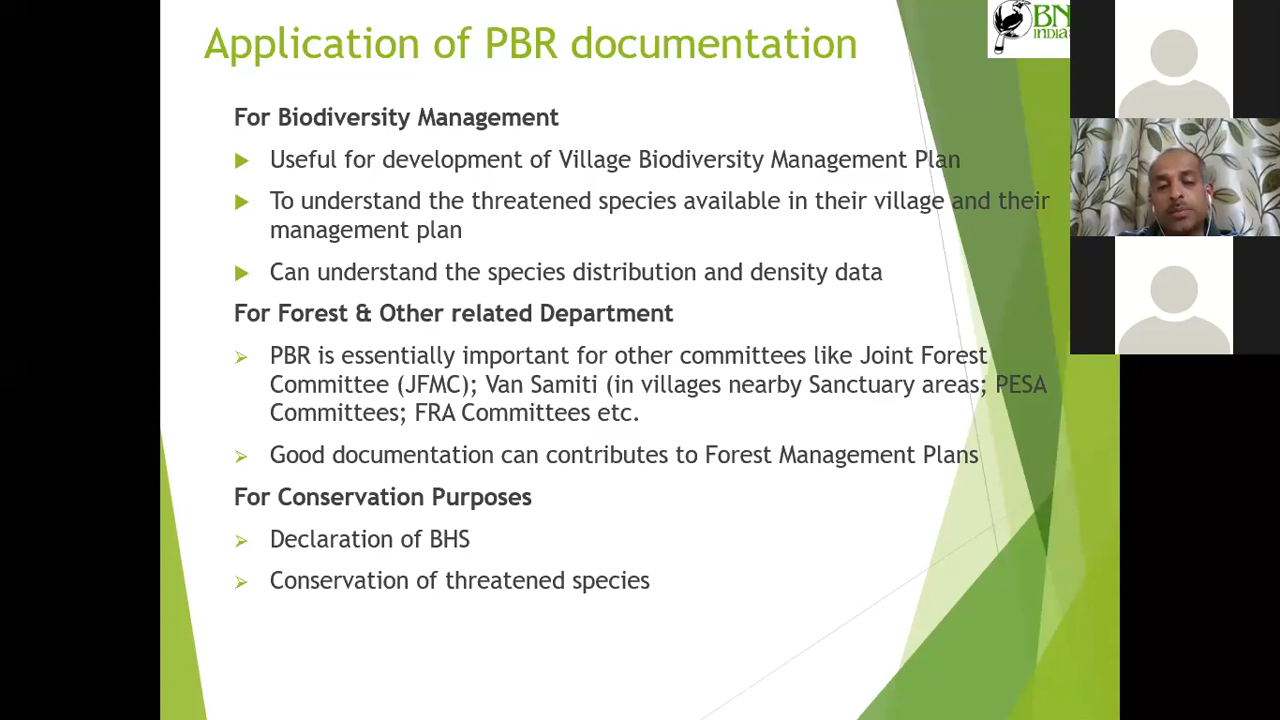 Application of PBR documentation
BN
INDIA
For Biodiversity Management
Useful for development of Village Biodiversity Management Plan
To understand the threatened species available in their village and their
management plan
Can understand the species distribution and density data
For Forest & Other related Department
PBR is essentially important for other committees like Joint Forest
Committee (JFMC); Van Samiti (in villages nearby Sanctuary areas; PESA
Committees; FRA Committees etc.
Good documentation can contributes to Forest Management Plans
For Conservation Purposes
Declaration of BHS
Conservation of threatened species